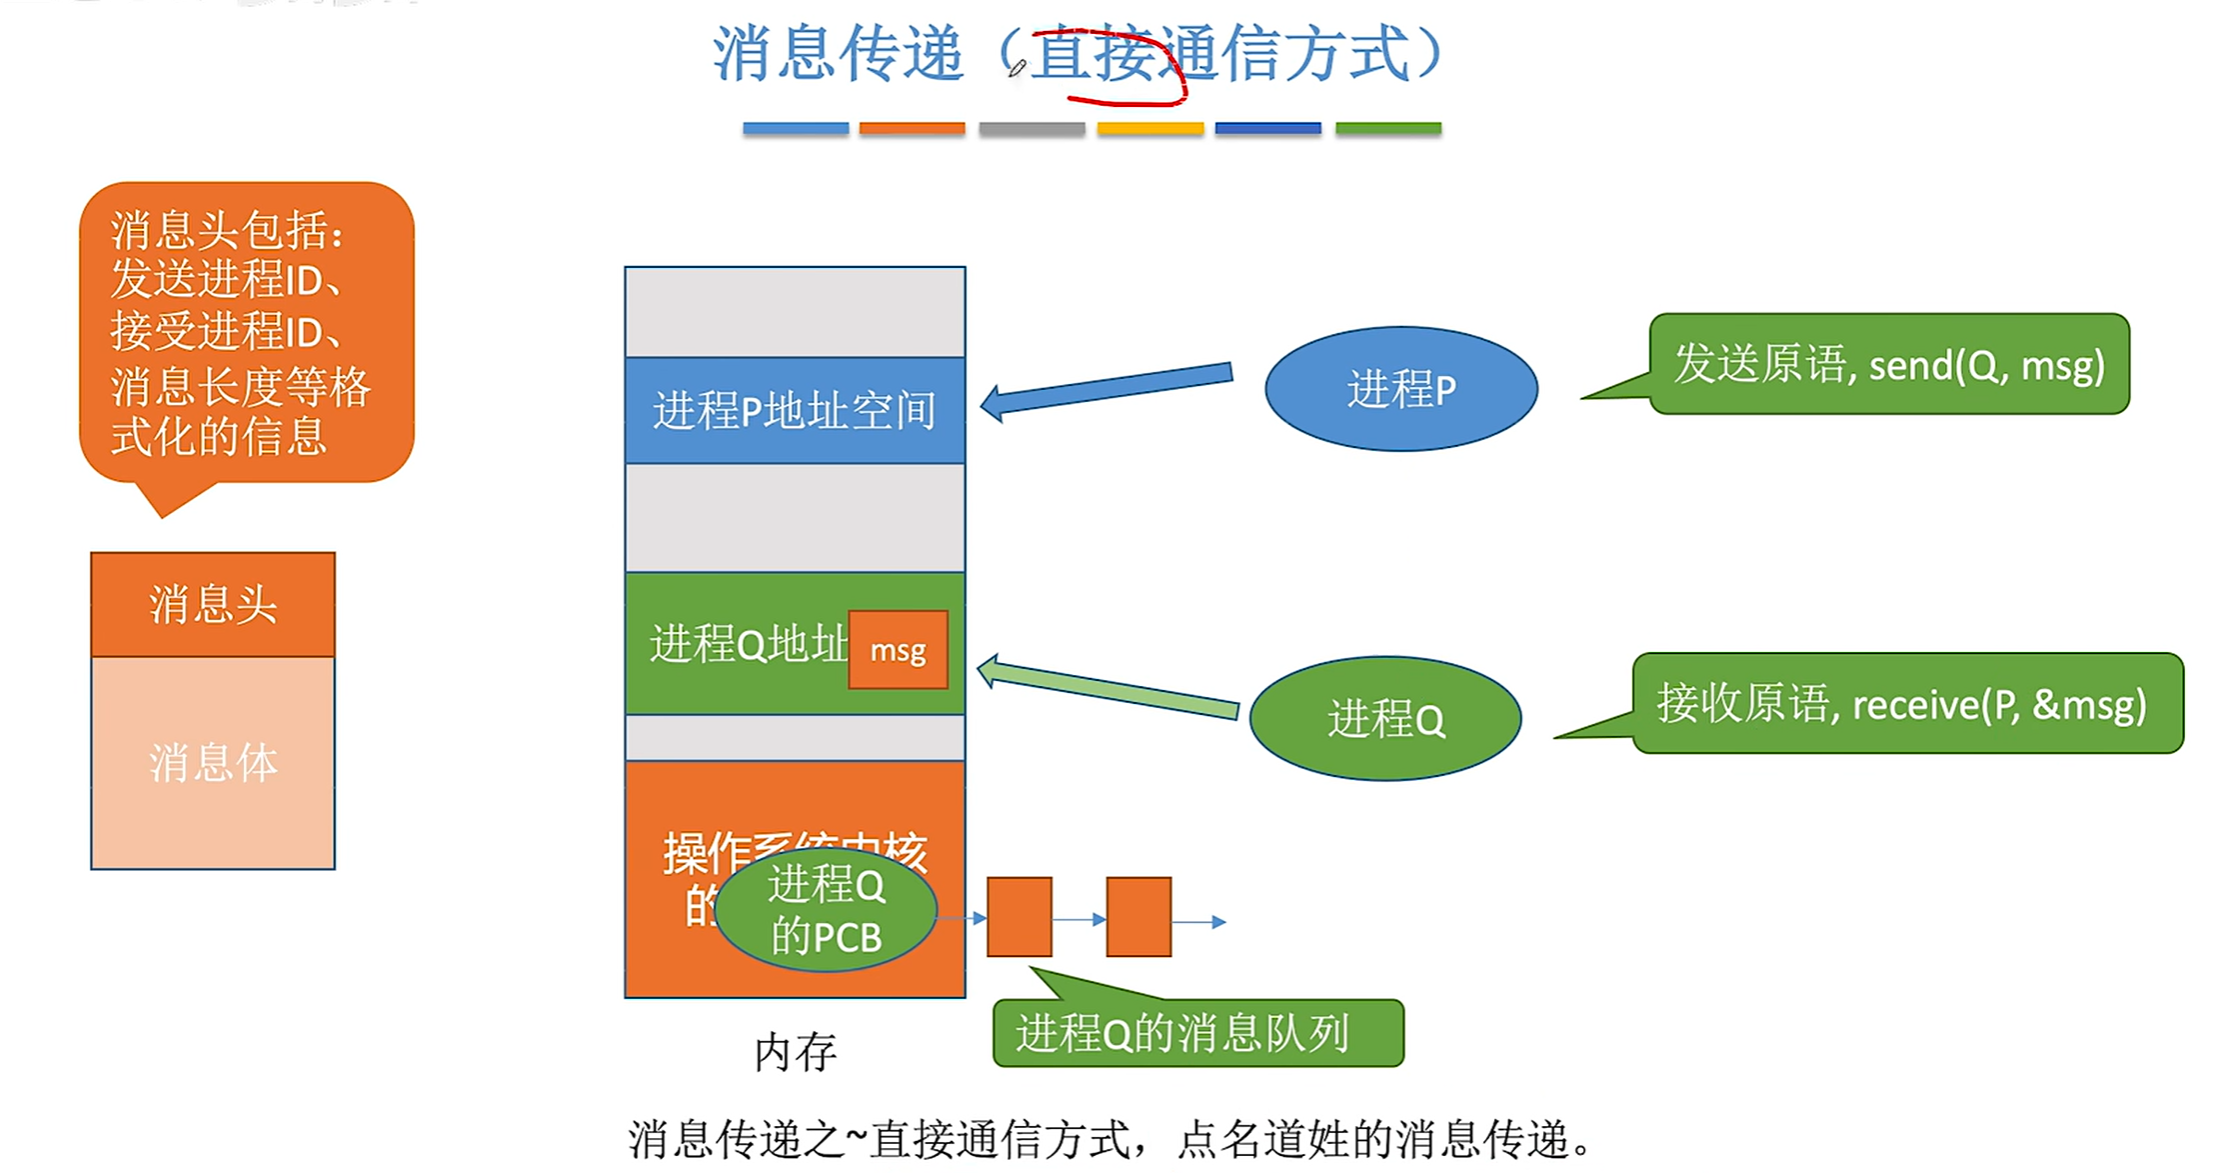 消息传递（直接通信方式）
消息头包括：
发送进程ID、
接受进程ID、
消息长度等格
式化的信息
消息头
消息体
进程P地址空间
进程Q地址
msg
操作系统内核
的
进程Q
的PCB
内存
进程P
发送原语, send(Q, msg)
进程Q
接收原语, receive(P, &msg)
进程Q的消息队列
消息传递之~直接通信方式，点名道姓的消息传递。